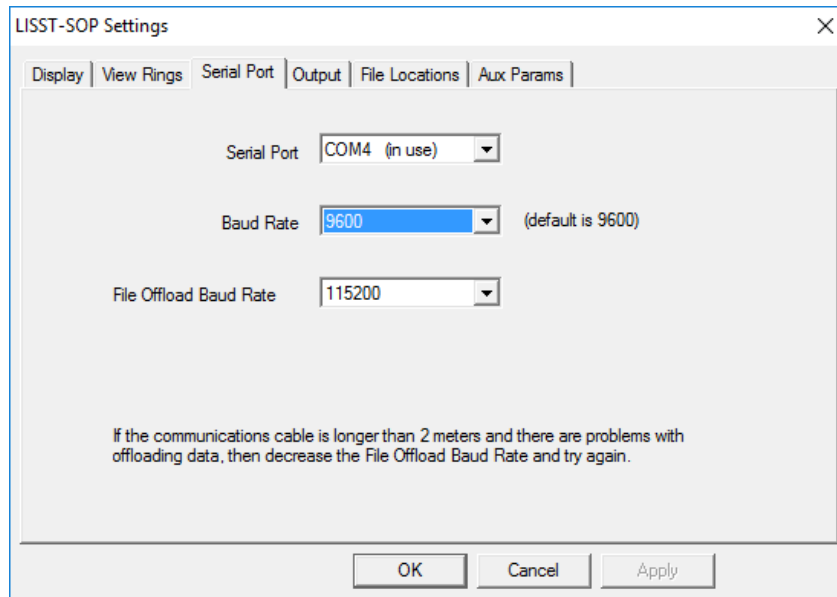 LISST-SOP Settings
Display View Rings Serial Port Output File Locations Aux Params
Serial Port COM4 (in use)
Baud Rate 9600 (default is 9600)
File Offload Baud Rate 115200
If the communications cable is longer than 2 meters and there are problems with
offloading data, then decrease the File Offload Baud Rate and try again.
OK Cancel Apply